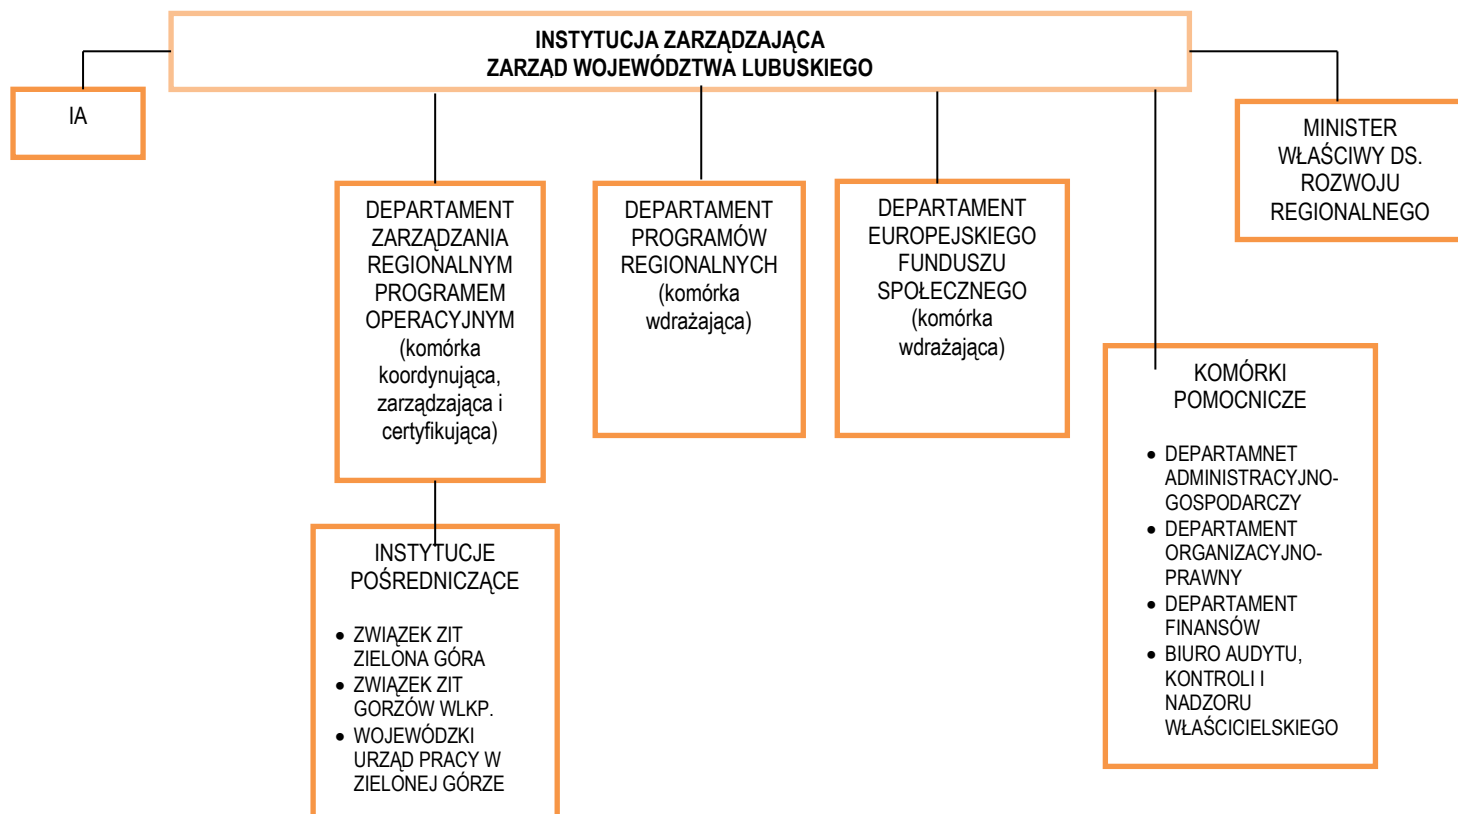 INSTYTUCJA ZARZĄDZAJĄCA
ZARZĄD WOJEWÓDZTWA LUBUSKIEGO
IA
MINISTER
WŁAŚCIWY DS.
ROZWOJU
REGIONALNEGO
DEPARTAMENT
ZARZĄDZANIA
REGIONALNYM
PROGRAMEM
OPERACYJNYM
(komórka
koordynująca,
zarządzająca i
certyfikująca)
DEPARTAMENT
PROGRAMÓW
REGIONALNYCH
(komórka
wdrażająca)
DEPARTAMENT
EUROPEJSKIEGO
FUNDUSZU
SPOŁECZNEGO
(komórka
wdrażająca)
KOMÓRKI
POMOCNICZE
• DEPARTAMNET
ADMINISTRACYJNO-
GOSPODARCZY
• DEPARTAMENT
ORGANIZACYJNO-
PRAWNY
• DEPARTAMENT
FINANSÓW
• BIURO AUDYTU,
KONTROLI I
NADZORU
WŁAŚCICIELSKIEGO
INSTYTUCJE
POŚREDNICZĄCE
• ZWIĄZEK ZIT
ZIELONA GÓRA
• ZWIĄZEK ZIT
GORZÓW WLKP.
• WOJEWÓDZKI
URZĄD PRACY W
ZIELONEJ GÓRZE